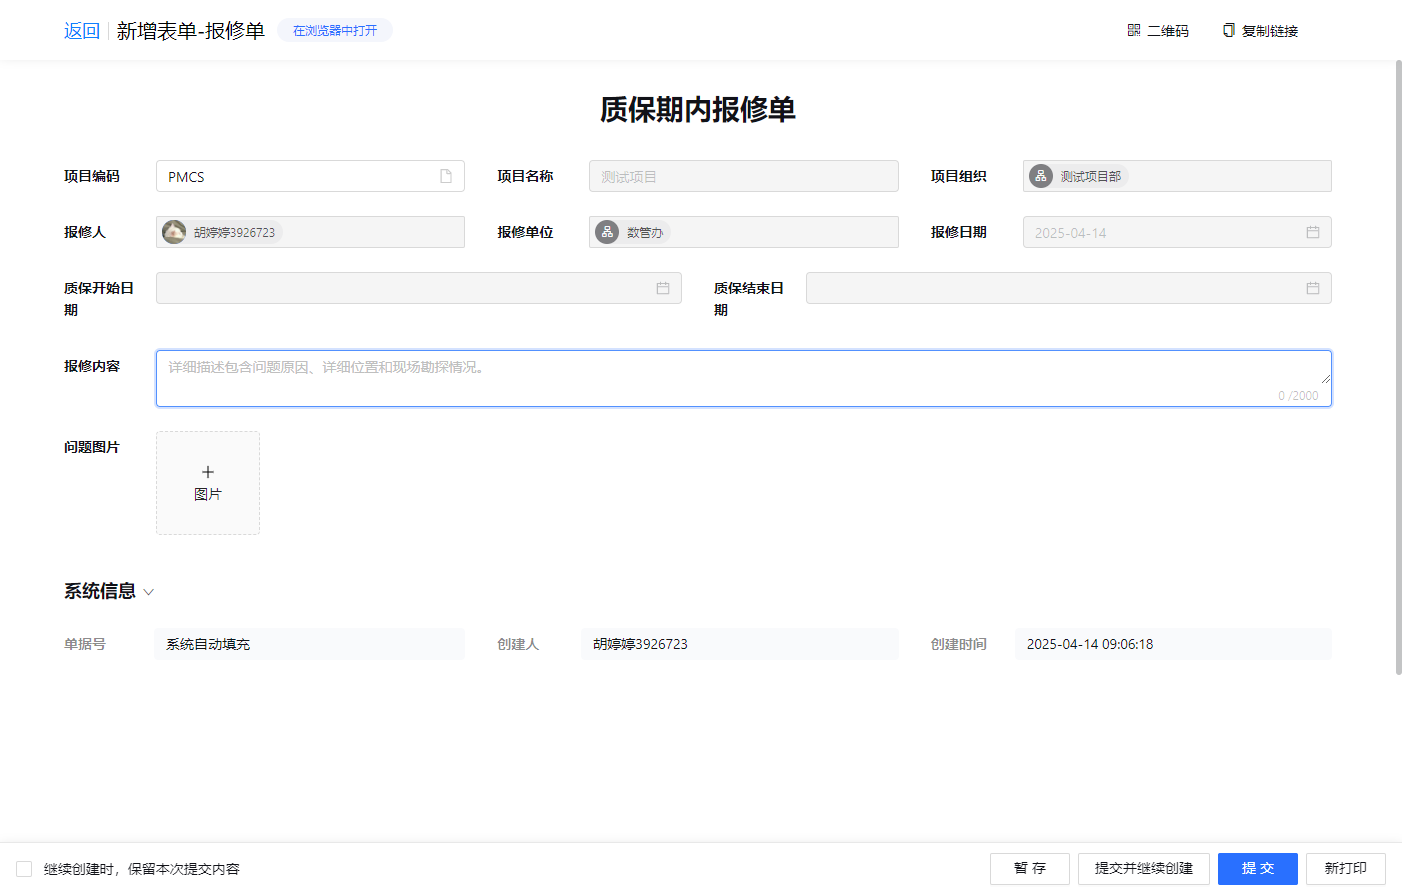 返回 新增表单-报修单 在浏览器中打开 二维码 复制链接
质保期内报修单
项目编码 PMCS 项目名称 测试项目 项目组织 测试项目部
报修人 胡婷婷3926723 报修单位 数管办 报修日期 2025-04-14
质保开始日期 质保结束日期
报修内容 详细描述包含问题原因、详细位置和现场勘探情况。
0 /2000
问题图片
图片
系统信息
单据号 系统自动填充 创建人 胡婷婷3926723 创建时间 2025-04-14 09:06:18
继续创建时，保留本次提交内容 暂 存 提交并继续创建 提 交 新打印